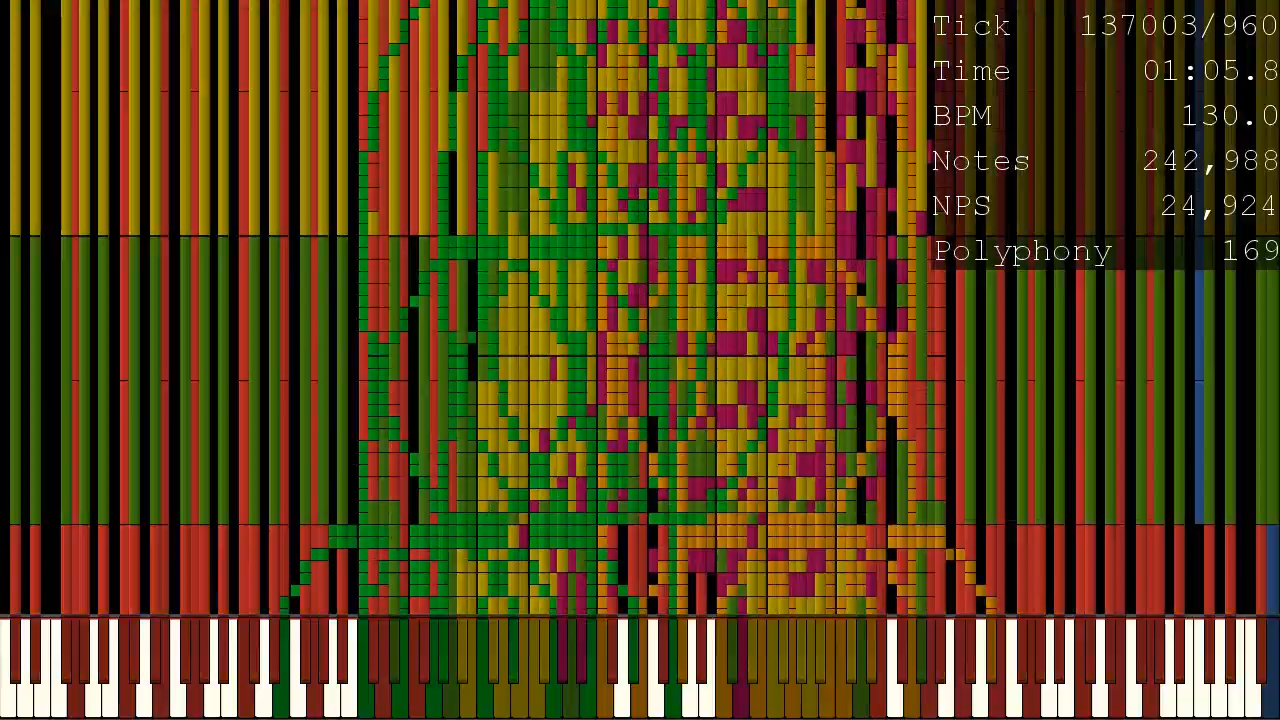 Tick 137003/960
Time 01:05.8
BPM 130.0
Notes 242,988
NPS 24,924
Polyphony 169